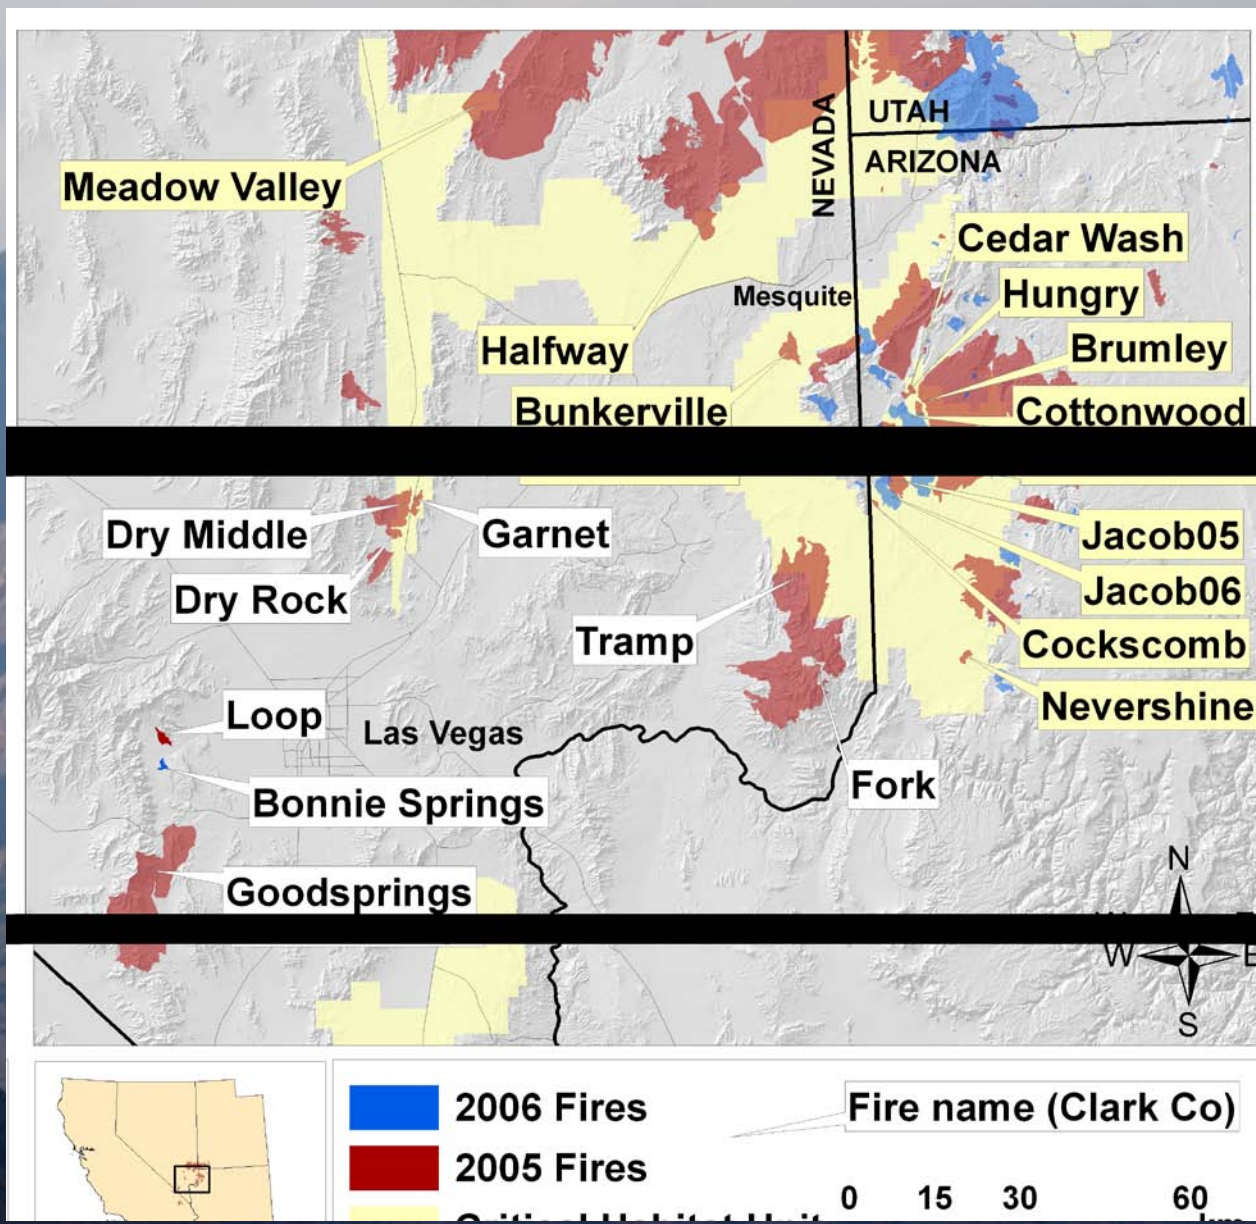 UTAH
NEVADA
ARIZONA
Meadow Valley
Cedar Wash
Hungry
Mesquite
Halfway
Brumley
Bunkerville
Cottonwood
Dry Middle
Garnet
Jacob05
Dry Rock
Jacob06
Tramp
Cockscomb
Nevershine
Loop
Las Vegas
Fork
Bonnie Springs
Goodsprings
N
W
E
S
2006 Fires
Fire name (Clark Co)
2005 Fires
0 15 30 60
km